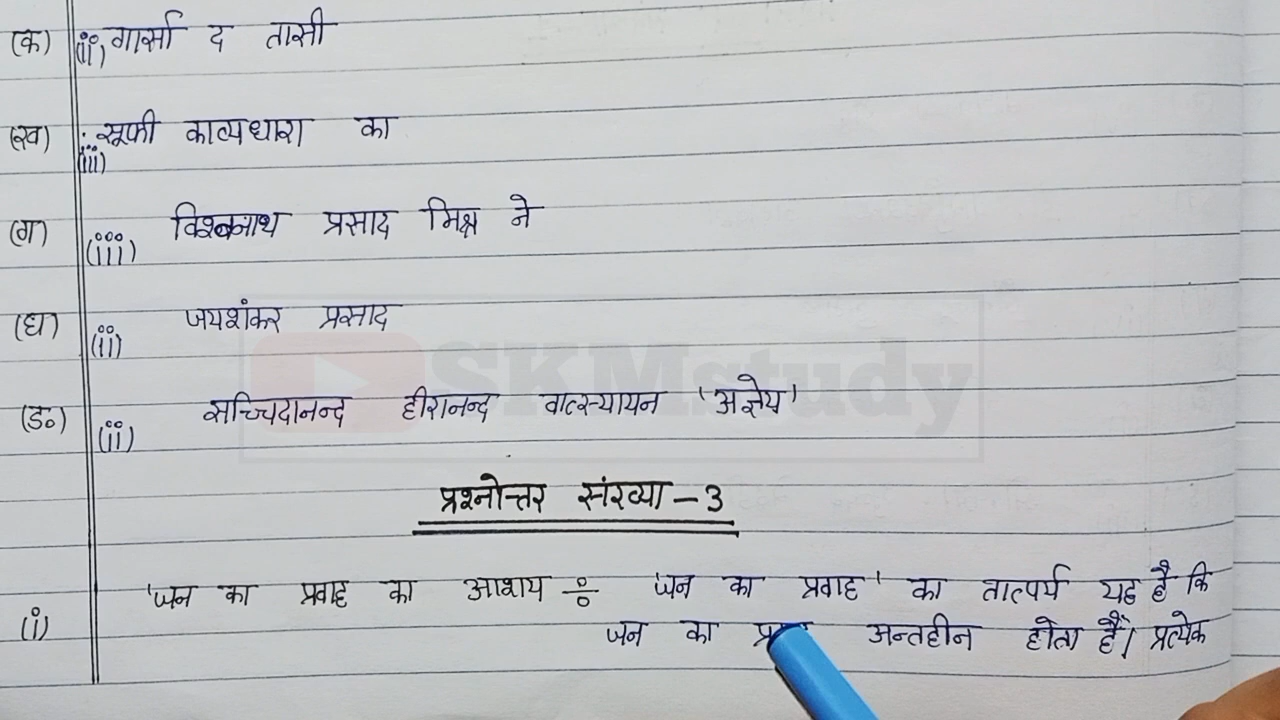 (क) (ii) गार्सा द तासी
(ख) (iii) सूफी काव्यधारा का
(ग) (iii) विश्वनाथ प्रसाद मिश्र ने
(घ) (ii) जयशंकर प्रसाद
SKMstudy
(ड॰) (ii) सच्चिदानन्द हीरानन्द वात्स्यायन 'अज्ञेय'
प्रश्नोत्तर संख्या - 3
(i) 'जन का प्रवाह का आशय ÷ 'जन का प्रवाह' का तात्पर्य यह है कि
जन का अन्तहीन होता हैं। प्रत्येक